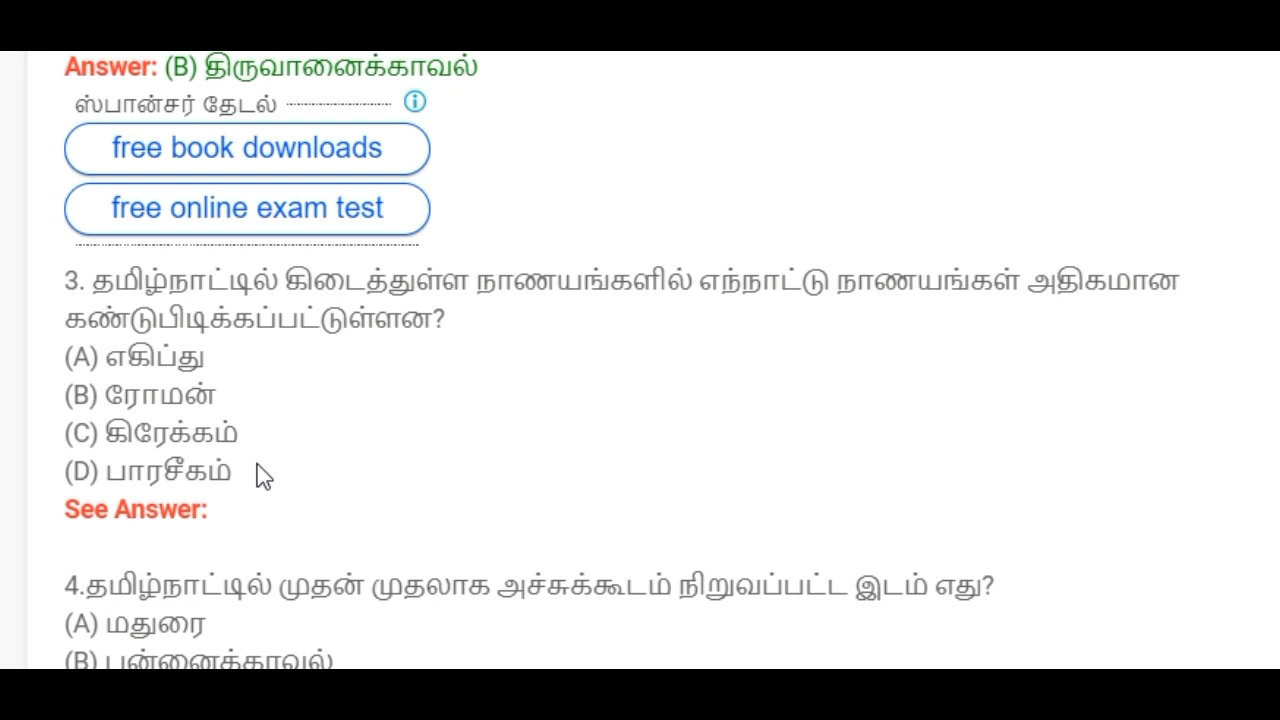 Answer: (B) திருவானைக்காவல்
ஸ்பான்சர் தேடல்
free book downloads
free online exam test
3. தமிழ்நாட்டில் கிடைத்துள்ள நாணயங்களில் எந்நாட்டு நாணயங்கள் அதிகமான
கண்டுபிடிக்கப்பட்டுள்ளன?
(A) எகிப்து
(B) ரோமன்
(C) கிரேக்கம்
(D) பாரசீகம்
See Answer:
4.தமிழ்நாட்டில் முதன் முதலாக அச்சுக்கூடம் நிறுவப்பட்ட இடம் எது?
(A) மதுரை
(B)